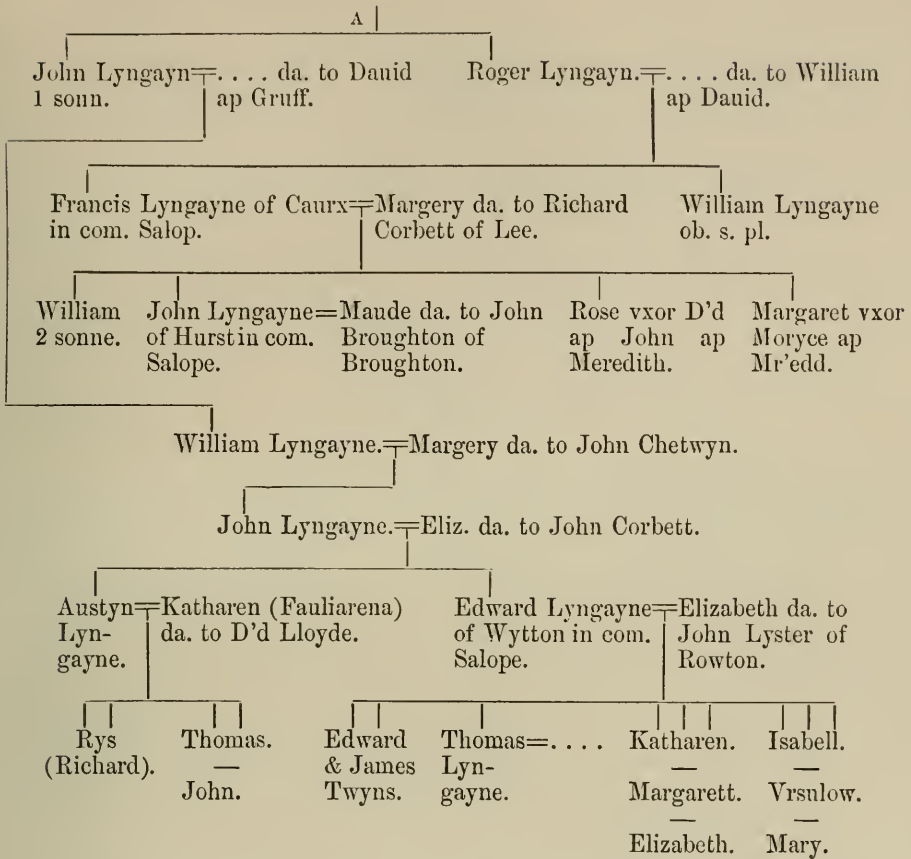 A
John Lyngayn=. . . . da. to Dauid
1 sonn. ap Gruff.
Roger Lyngayn.=. . . . da. to William
ap Dauid.
Francis Lyngayne of Caurx=Margery da. to Richard
in com. Salop. Corbett of Lee.
William Lyngayne
ob. s. pl.
William
2 sonne.
John Lyngayne=Maude da. to John
of Hurst in com. Broughton of
Salope. Broughton.
Rose vxor D'd
ap John ap
Meredith.
Margaret vxor
Moryce ap
Mr'edd.
William Lyngayne.=Margery da. to John Chetwyn.
John Lyngayne.=Eliz. da. to John Corbett.
Austyn=Katharen (Fauliarena)
Lyn- da. to D'd Lloyde.
gayne.
Edward Lyngayne=Elizabeth da. to
of Wytton in com. John Lyster of
Salope. Rowton.
Rys
(Richard).
Thomas.
—
John.
Edward
& James
Twyns.
Thomas=. . . .
Lyn-
gayne.
Katharen.
—
Margarett.
—
Elizabeth.
Isabell.
—
Vrsulow.
—
Mary.